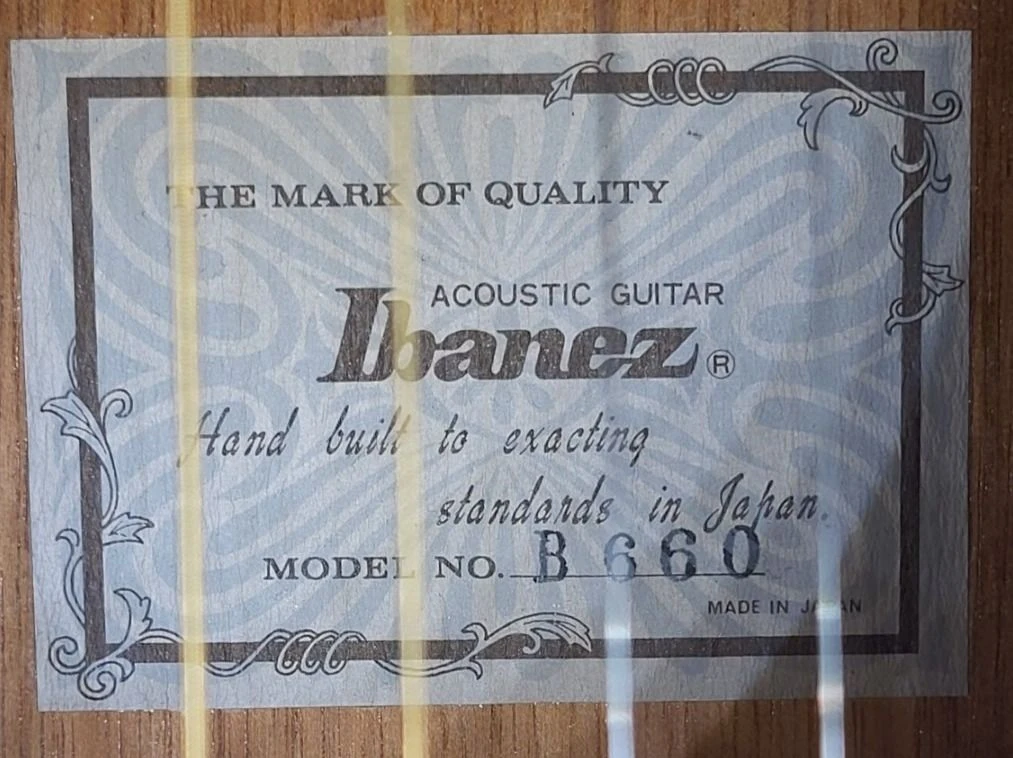 THE MARK OF QUALITY
ACOUSTIC GUITAR
Ibanez®
Hand built to exacting
standards in Japan.
MODEL NO. B 660
MADE IN JAPAN